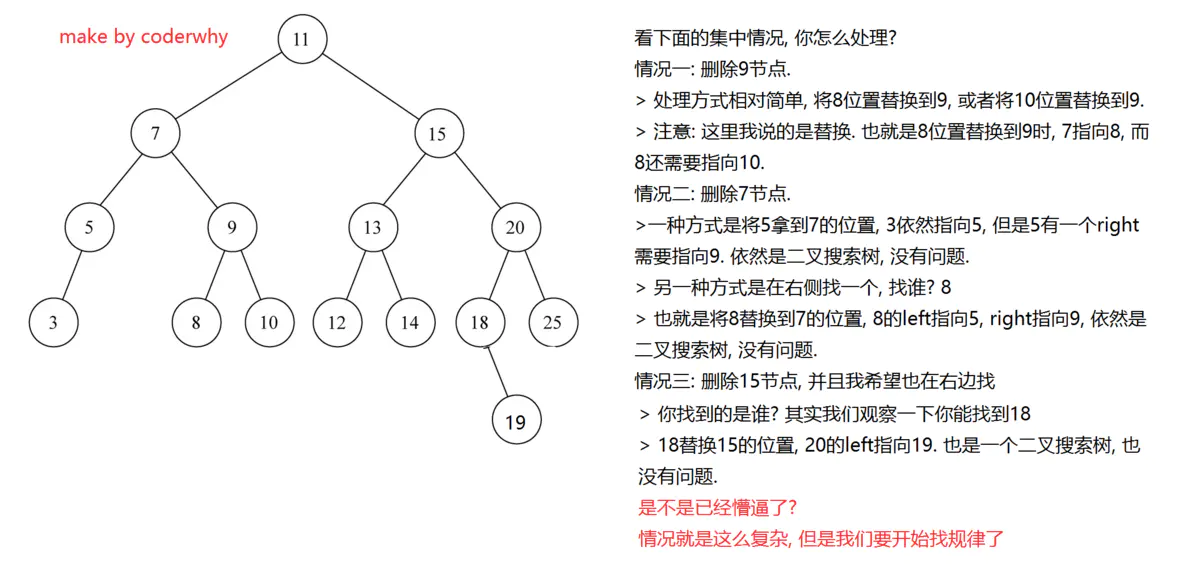 make by coderwhy
11
7
15
5
9
13
20
3
8
10
12
14
18
25
19
看下面的集中情况, 你怎么处理?
情况一: 删除9节点.
> 处理方式相对简单, 将8位置替换到9, 或者将10位置替换到9.
> 注意: 这里我说的是替换. 也就是8位置替换到9时, 7指向8, 而
8还需要指向10.
情况二: 删除7节点.
>一种方式是将5拿到7的位置, 3依然指向5, 但是5有一个right
需要指向9. 依然是二叉搜索树, 没有问题.
> 另一种方式是在右侧找一个, 找谁? 8
> 也就是将8替换到7的位置, 8的left指向5, right指向9, 依然是
二叉搜索树, 没有问题.
情况三: 删除15节点, 并且我希望也在右边找
> 你找到的是谁? 其实我们观察一下你能找到18
> 18替换15的位置, 20的left指向19. 也是一个二叉搜索树, 也
没有问题.
是不是已经懵逼了?
情况就是这么复杂, 但是我们要开始找规律了